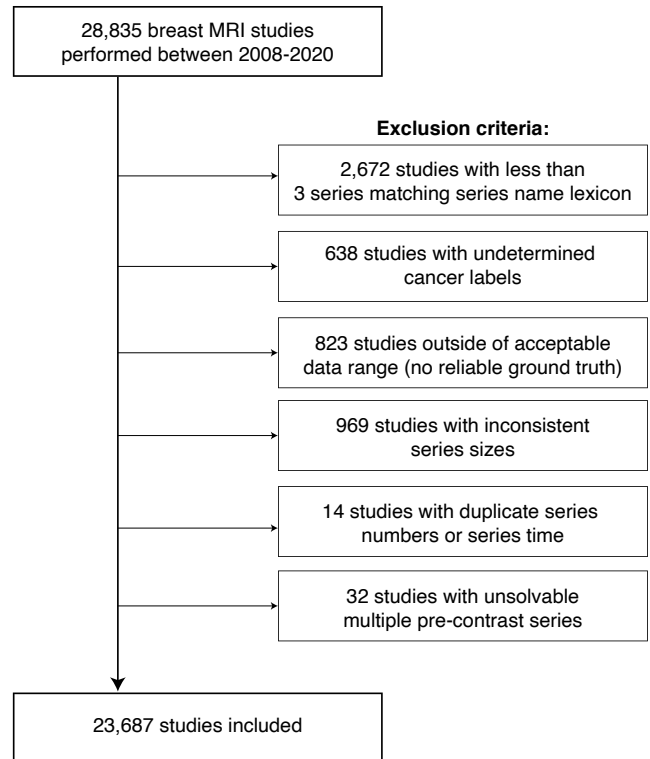 28,835 breast MRI studies
performed between 2008-2020
Exclusion criteria:
2,672 studies with less than
3 series matching series name lexicon
638 studies with undetermined
cancer labels
823 studies outside of acceptable
data range (no reliable ground truth)
969 studies with inconsistent
series sizes
14 studies with duplicate series
numbers or series time
32 studies with unsolvable
multiple pre-contrast series
23,687 studies included